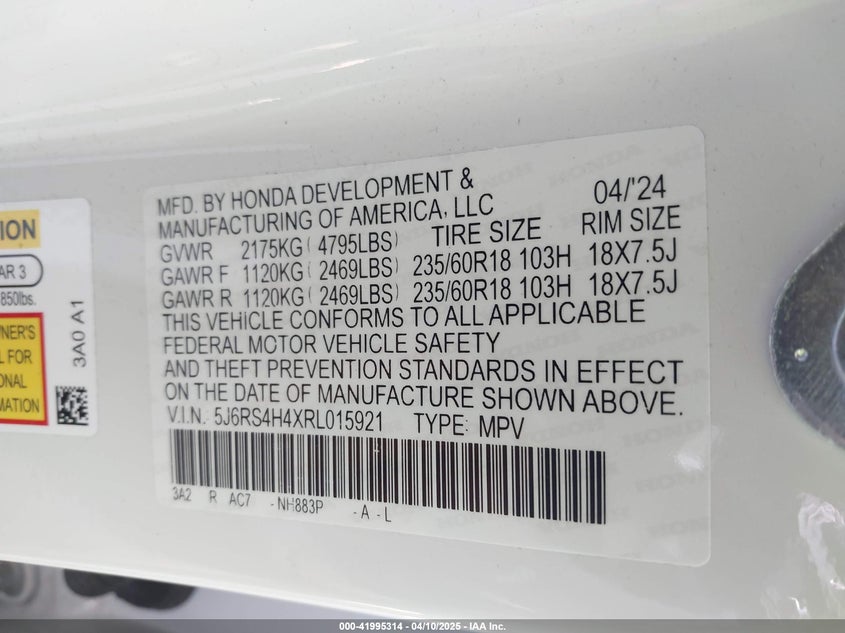 MFD. BY HONDA DEVELOPMENT & 04/'24
MANUFACTURING OF AMERICA, LLC
GVWR 2175KG ( 4795LBS) TIRE SIZE RIM SIZE
GAWR F 1120KG ( 2469LBS) 235/60R18 103H 18X7.5J
GAWR R 1120KG ( 2469LBS) 235/60R18 103H 18X7.5J
THIS VEHICLE CONFORMS TO ALL APPLICABLE
FEDERAL MOTOR VEHICLE SAFETY
AND THEFT PREVENTION STANDARDS IN EFFECT
ON THE DATE OF MANUFACTURE SHOWN ABOVE.
V.I.N.: 5J6RS4H4XRL015921 TYPE: MPV
3A2 R AC7 -NH883P -A -L
TION
AR 3
850lbs.
NER'S
L FOR
ONAL
MATION
3A0 A1
000-41995314 - 04/10/2025 - IAA Inc.